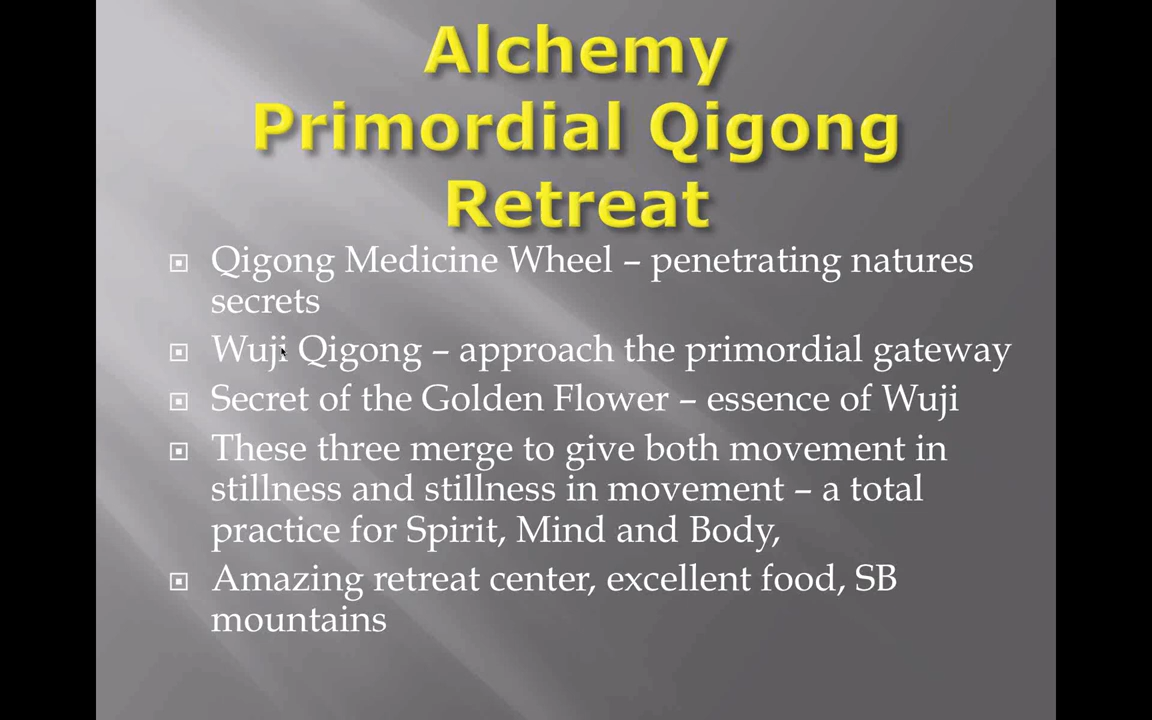 Alchemy
Primordial Qigong
Retreat
Qigong Medicine Wheel – penetrating natures
secrets
Wuji Qigong – approach the primordial gateway
Secret of the Golden Flower – essence of Wuji
These three merge to give both movement in
stillness and stillness in movement – a total
practice for Spirit, Mind and Body,
Amazing retreat center, excellent food, SB
mountains